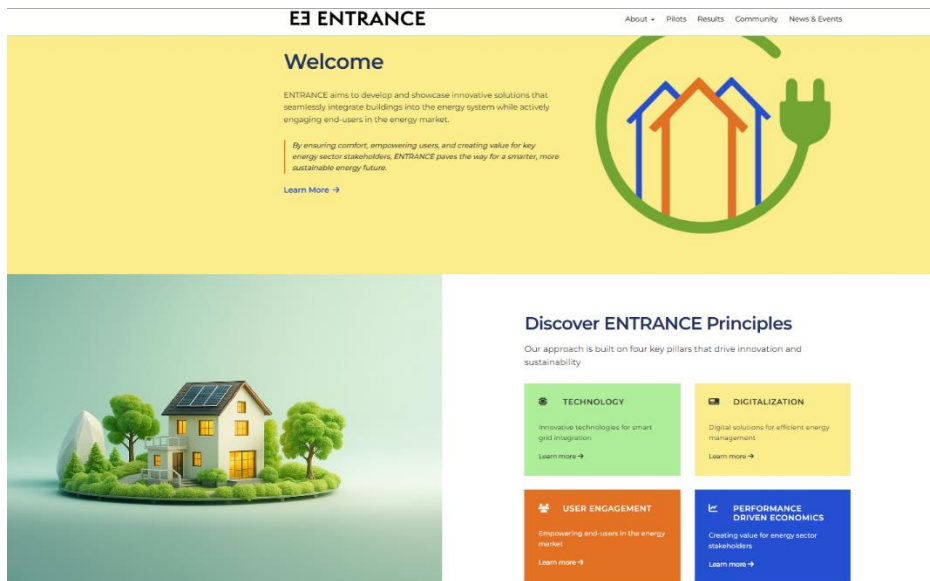 EE ENTRANCE
About Pilots Results Community News & Events
Welcome
ENTRANCE aims to develop and showcase innovative solutions that
seamlessly integrate buildings into the energy system while actively
engaging end-users in the energy market.
By ensuring comfort, empowering users, and creating value for key
energy sector stakeholders, ENTRANCE paves the way for a smarter, more
sustainable energy future.
Learn More →
Discover ENTRANCE Principles
Our approach is built on four key pillars that drive innovation and
sustainability
TECHNOLOGY
Innovative technologies for smart
grid integration
Learn more →
DIGITALIZATION
Digital solutions for efficient energy
management
Learn more →
USER ENGAGEMENT
Empowering end-users in the energy
market
Learn more →
PERFORMANCE
DRIVEN ECONOMICS
Creating value for energy sector
stakeholders
Learn more →